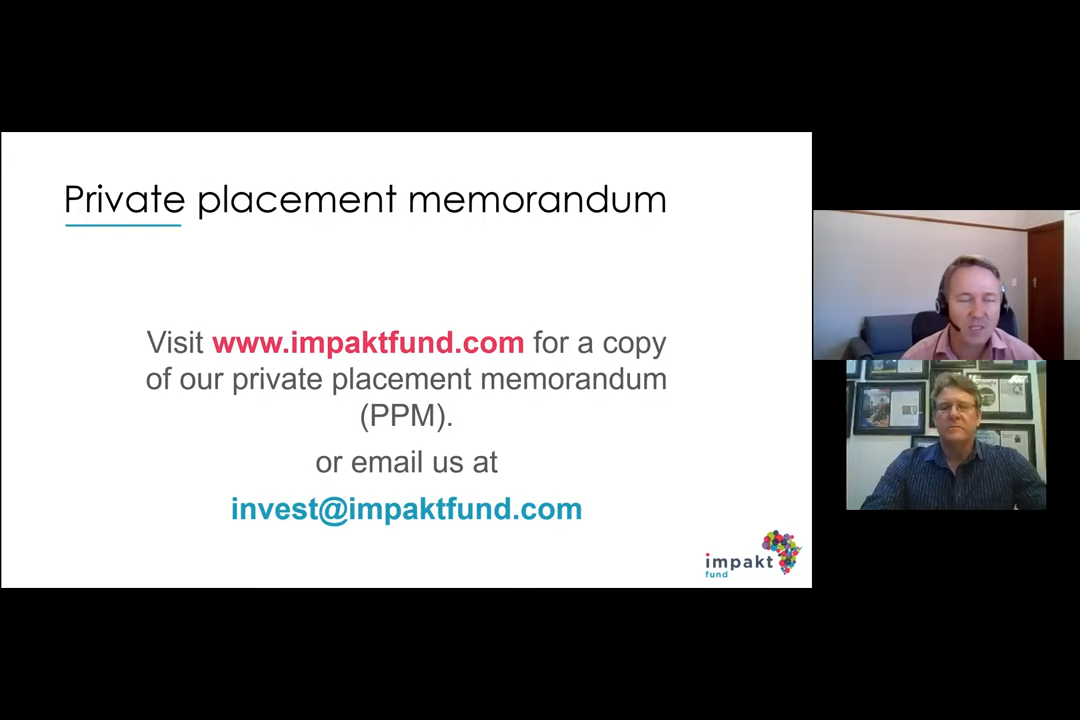 Private placement memorandum
Visit www.impaktfund.com for a copy
of our private placement memorandum
(PPM).
or email us at
invest@impaktfund.com
impakt
fund